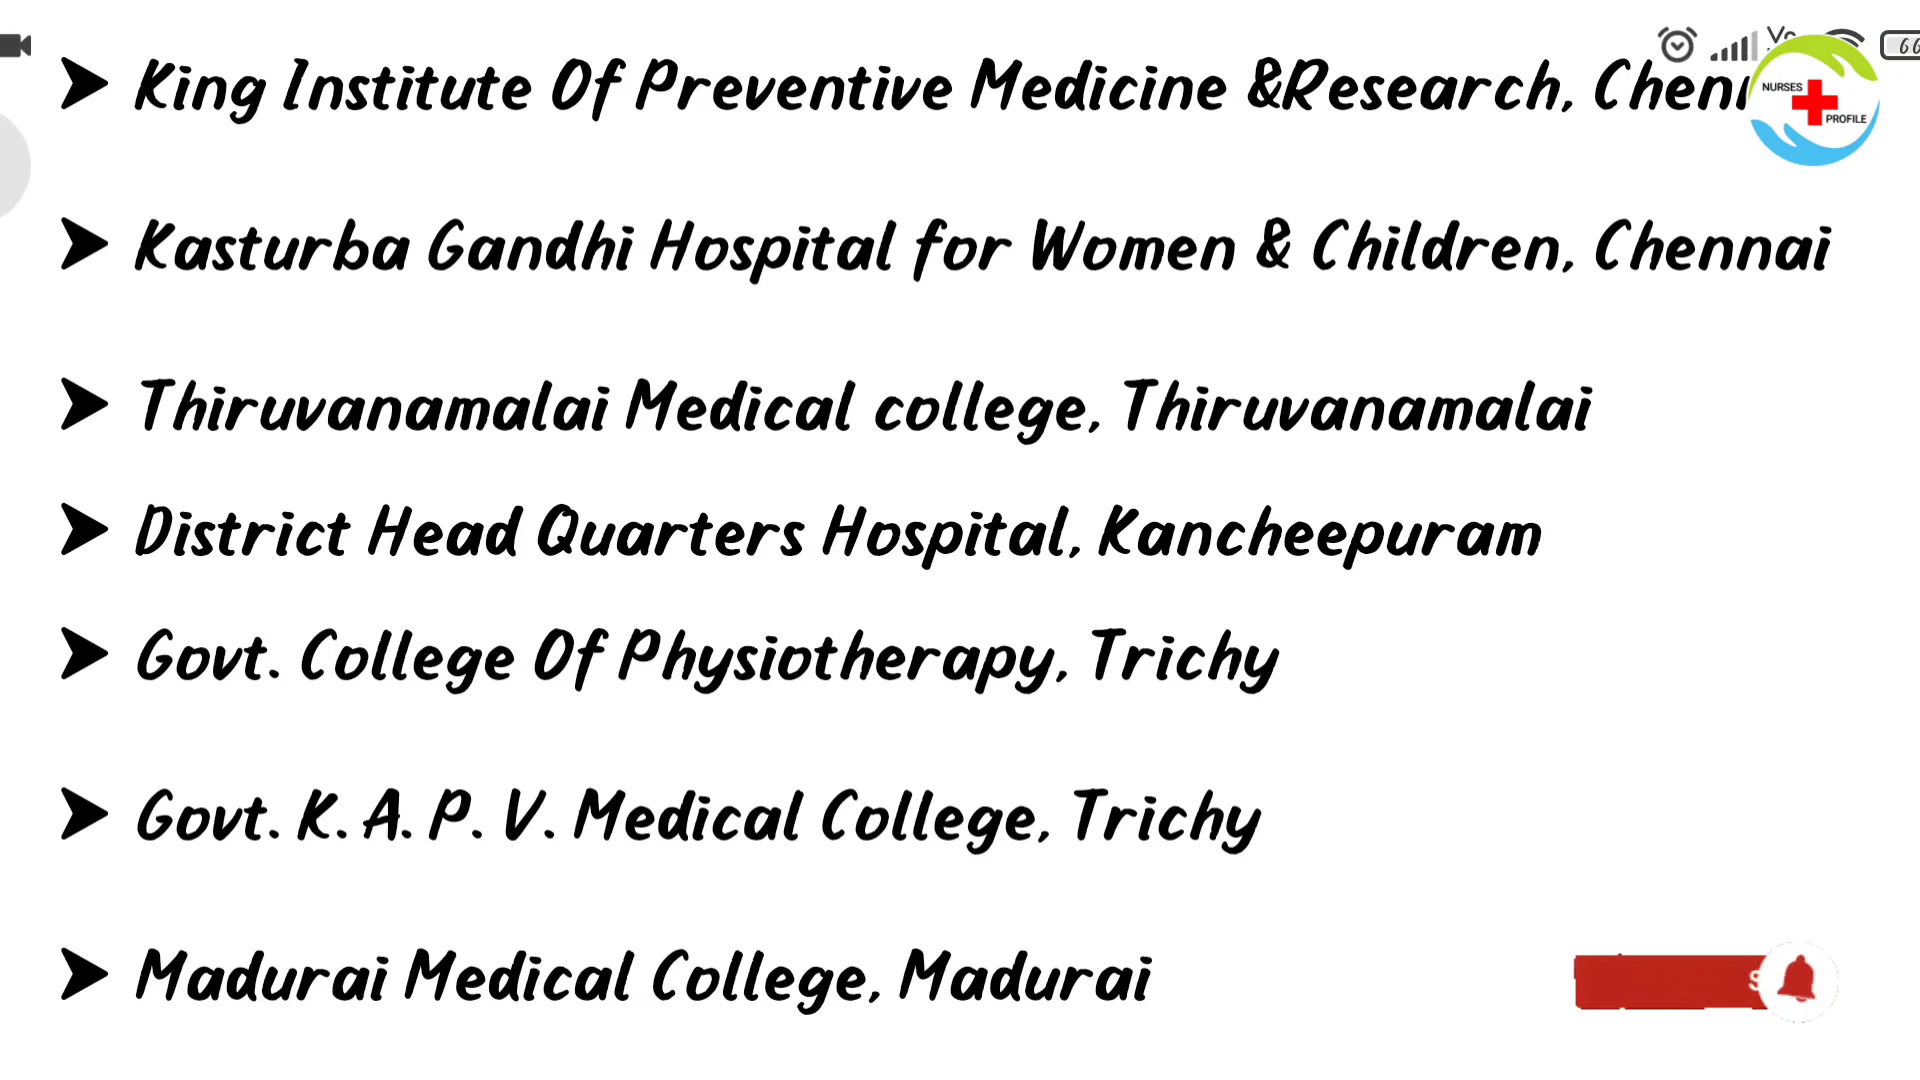 King Institute Of Preventive Medicine &Research, Chenn
NURSES
PROFILE
Kasturba Gandhi Hospital for Women & Children, Chennai
Thiruvanamalai Medical college, Thiruvanamalai
District Head Quarters Hospital, Kancheepuram
Govt. College Of Physiotherapy, Trichy
Govt. K. A. P. V. Medical College, Trichy
Madurai Medical College, Madurai